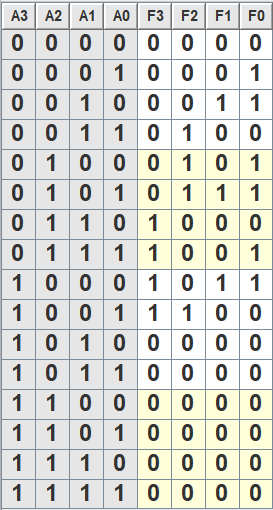 A3 A2 A1 A0 F3 F2 F1 F0
0 0 0 0 0 0 0 0
0 0 0 1 0 0 0 1
0 0 1 0 0 0 1 1
0 0 1 1 0 1 0 0
0 1 0 0 0 1 0 1
0 1 0 1 0 1 1 1
0 1 1 0 1 0 0 0
0 1 1 1 1 0 0 1
1 0 0 0 1 0 1 1
1 0 0 1 1 1 0 0
1 0 1 0 0 0 0 0
1 0 1 1 0 0 0 0
1 1 0 0 0 0 0 0
1 1 0 1 0 0 0 0
1 1 1 0 0 0 0 0
1 1 1 1 0 0 0 0